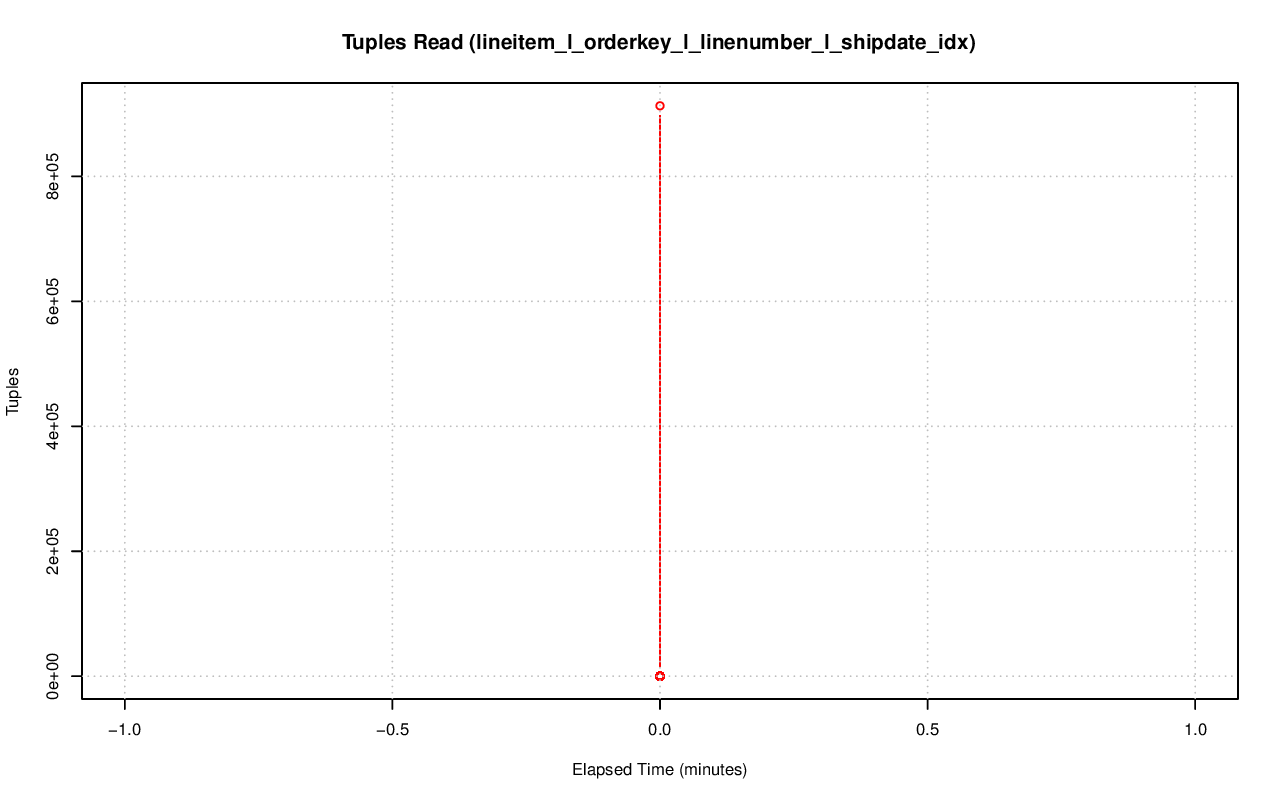 Tuples Read (lineitem_l_orderkey_l_linenumber_l_shipdate_idx)
Tuples
8e+05
6e+05
4e+05
2e+05
0e+00
−1.0 −0.5 0.0 0.5 1.0
Elapsed Time (minutes)